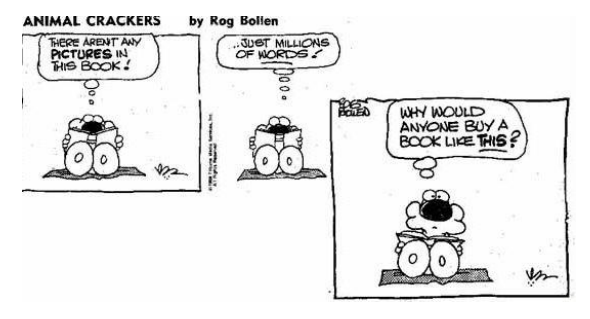 ANIMAL CRACKERS by Rog Bollen
THERE AREN'T ANY
PICTURES IN
THIS BOOK!
...JUST MILLIONS
OF WORDS!
BOLLEN
WHY WOULD
ANYONE BUY A
BOOK LIKE THIS?